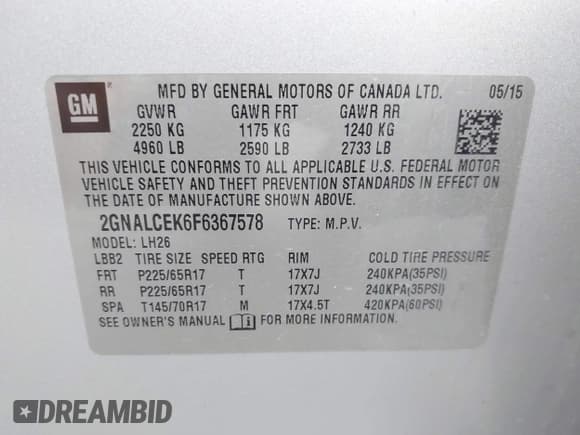 GM
MFD BY GENERAL MOTORS OF CANADA LTD. 05/15
GVWR GAWR FRT GAWR RR
2250 KG 1175 KG 1240 KG
4960 LB 2590 LB 2733 LB
THIS VEHICLE CONFORMS TO ALL APPLICABLE U.S. FEDERAL MOTOR
VEHICLE SAFETY AND THEFT PREVENTION STANDARDS IN EFFECT ON
THE DATE OF MANUFACTURE SHOWN ABOVE.
2GNALCEK6F6367578 TYPE: M.P.V.
MODEL: LH26
LBB2 TIRE SIZE SPEED RTG RIM COLD TIRE PRESSURE
FRT P225/65R17 T 17X7J 240KPA(35PSI)
RR P225/65R17 T 17X7J 240KPA(35PSI)
SPA T145/70R17 M 17X4.5T 420KPA(60PSI)
SEE OWNER'S MANUAL FOR MORE INFORMATION.
DREAMBID